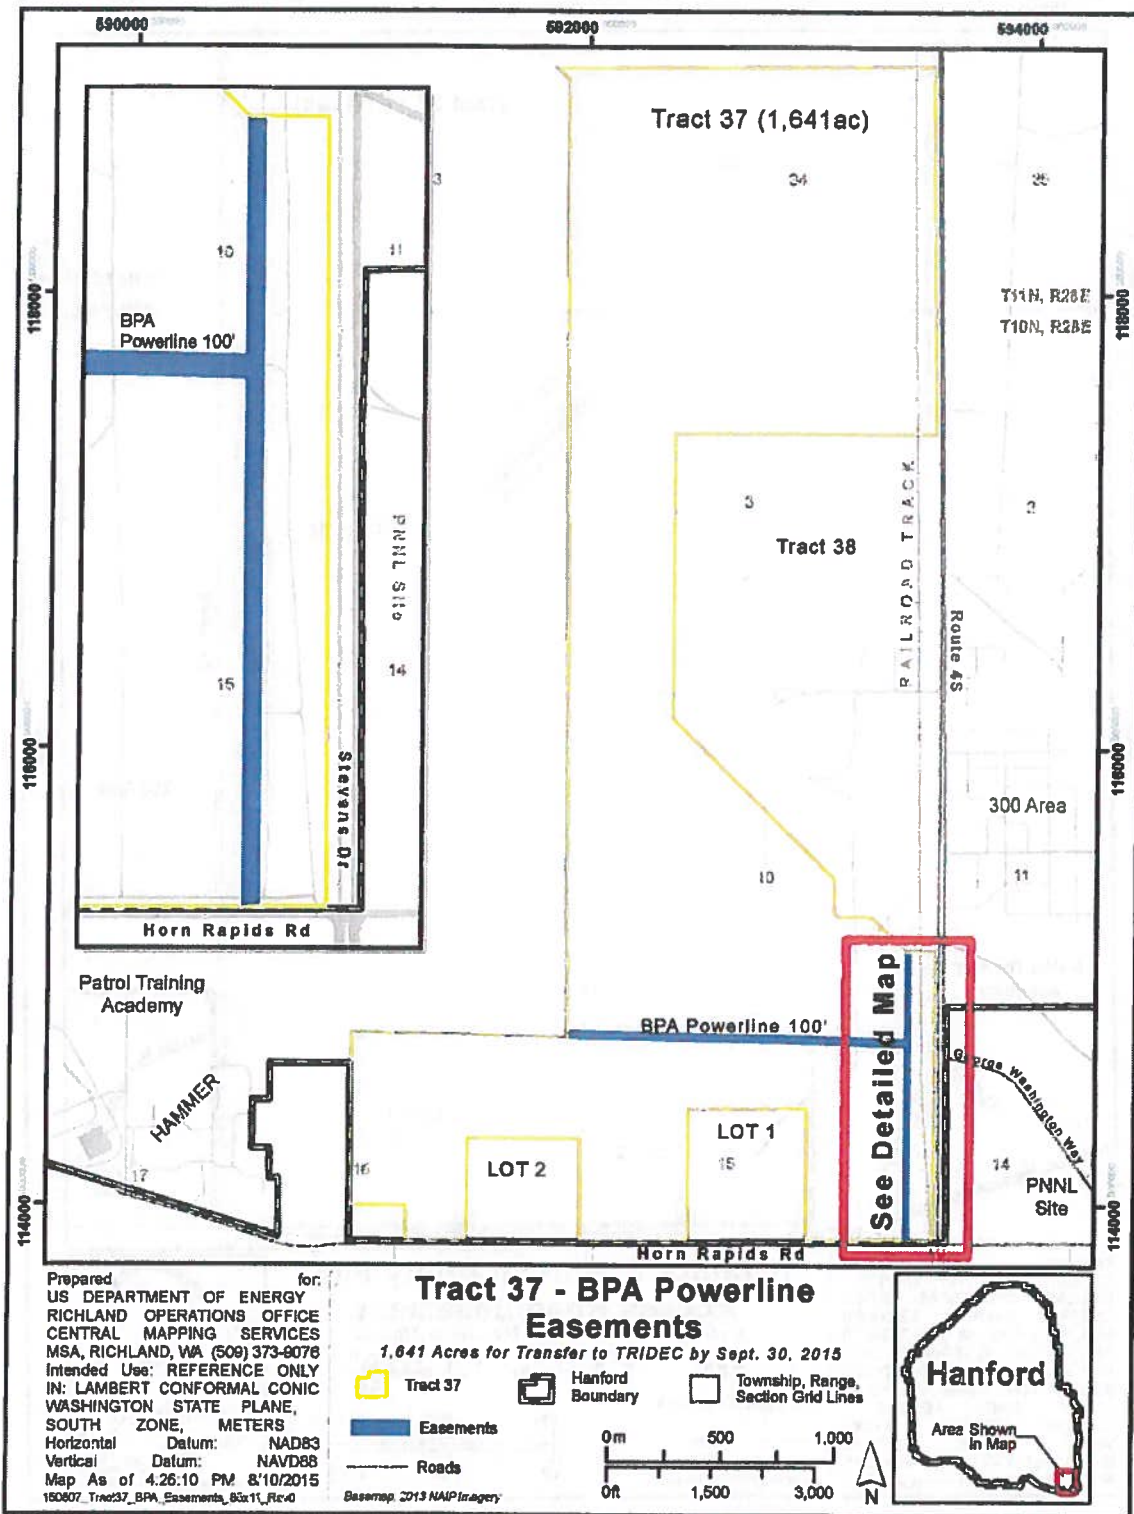 590000
592000
594000
Tract 37 (1,641ac)
34
3
10
11
BPA
Powerline 100'
118000
118000
T11N, R28E
T10N, R28E
3
2
Tract 38
RAILROAD TRACK
Route 4S
PNNL Site
14
15
Stevens Dr
116000
116000
300 Area
10
11
Horn Rapids Rd
Patrol Training
Academy
See Detailed Map
BPA Powerline 100'
George Washington Way
HAMMER
LOT 1
LOT 2
15
16
17
14
PNNL
Site
114000
114000
Horn Rapids Rd
Prepared for:
US DEPARTMENT OF ENERGY
RICHLAND OPERATIONS OFFICE
CENTRAL MAPPING SERVICES
MSA, RICHLAND, WA (509) 373-9076
Intended Use: REFERENCE ONLY
IN: LAMBERT CONFORMAL CONIC
WASHINGTON STATE PLANE,
SOUTH ZONE, METERS
Horizontal Datum: NAD83
Vertical Datum: NAVD88
Map As of 4:26:10 PM 8/10/2015
Tract 37 - BPA Powerline
Easements
1,641 Acres for Transfer to TRIDEC by Sept. 30, 2015
Tract 37
Hanford
Boundary
Township, Range,
Section Grid Lines
Easements
Roads
0m 500 1,000
0ft 1,500 3,000
N
Basemap: 2013 NAIP Imagery
Hanford
Area Shown
In Map